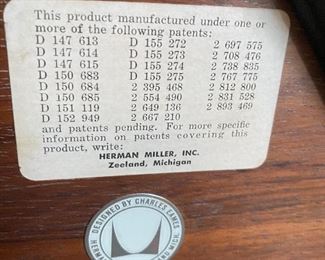 This product manufactured under one or
more of the following patents:
D 147 613 D 155 272 2 697 575
D 147 614 D 155 273 2 708 476
D 147 615 D 155 274 2 738 835
D 150 683 D 155 275 2 767 775
D 150 684 2 395 468 2 812 800
D 150 685 2 554 490 2 831 528
D 151 119 2 649 136 2 893 469
D 152 949 2 667 210
and patents pending. For more specific
information on patents covering this
product, write:
HERMAN MILLER, INC.
Zeeland, Michigan
DESIGNED BY CHARLES EAMES